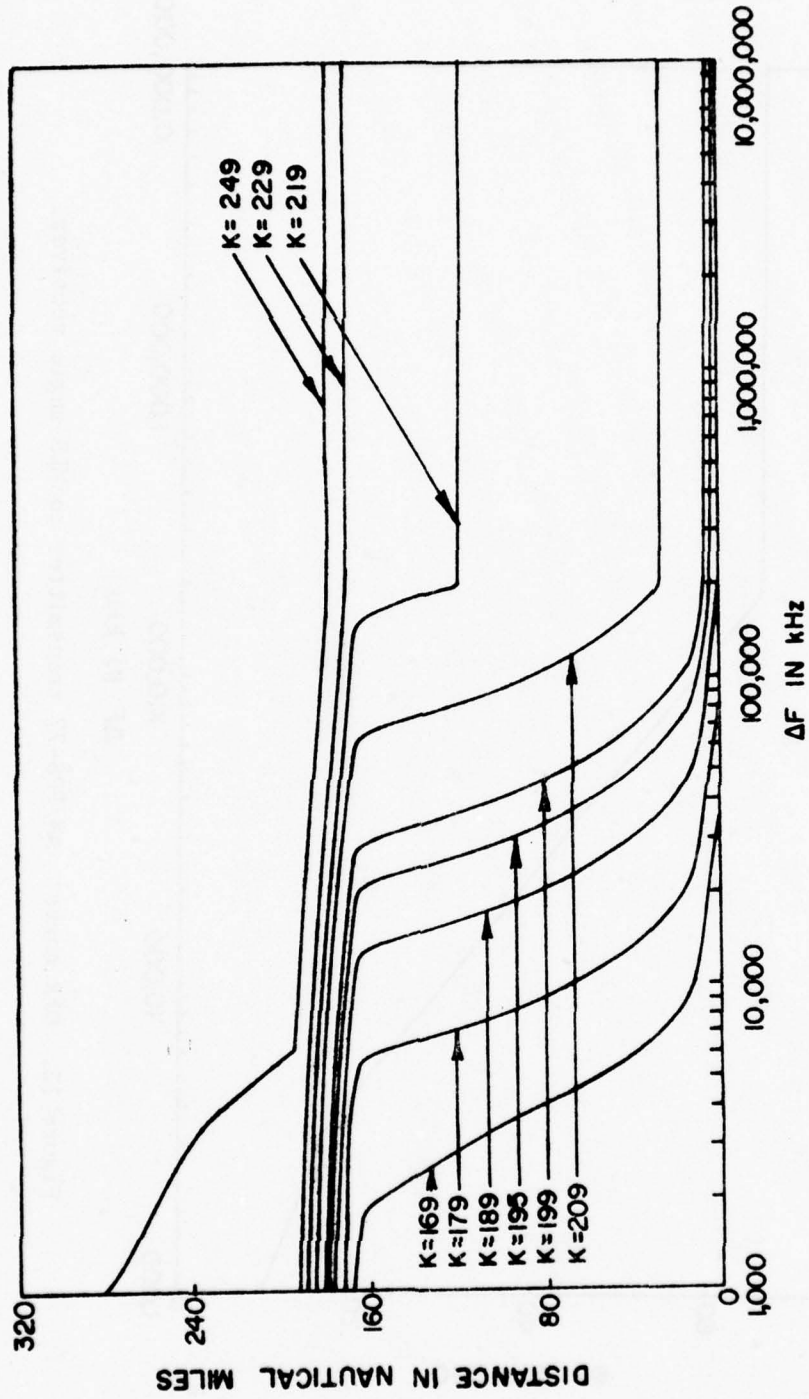 320
240
160
80
0
DISTANCE IN NAUTICAL MILES
K=249
K=229
K=219
K=169
K=179
K=189
K=195
K=199
K=209
1,000
10,000
100,000
1,000,000
10,000,000
ΔF IN kHz